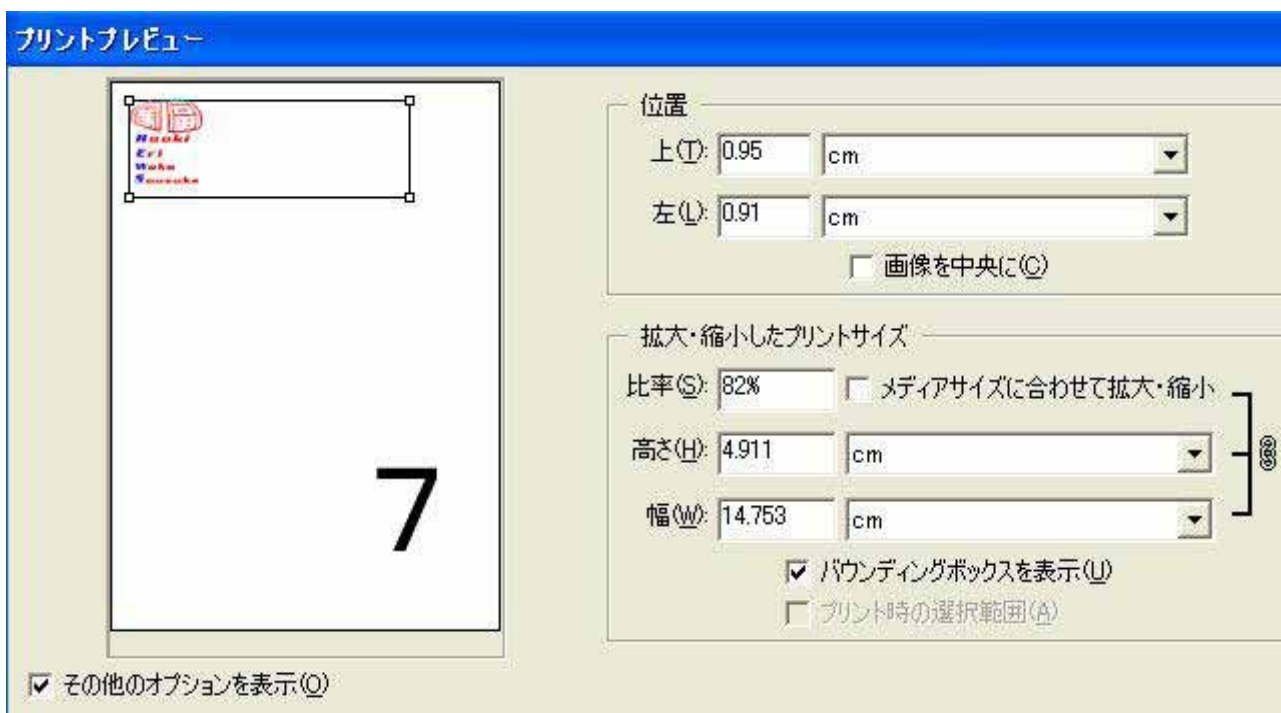 プリントプレビュー
Naoki
Eri
Waka
Sousuke
7
その他のオプションを表示(O)
位置
上(T): 0.95 cm
左(L): 0.91 cm
画像を中央に(C)
拡大・縮小したプリントサイズ
比率(S): 82% メディアサイズに合わせて拡大・縮小
高さ(H): 4.911 cm
幅(W): 14.753 cm
バウンディングボックスを表示(U)
プリント時の選択範囲(A)